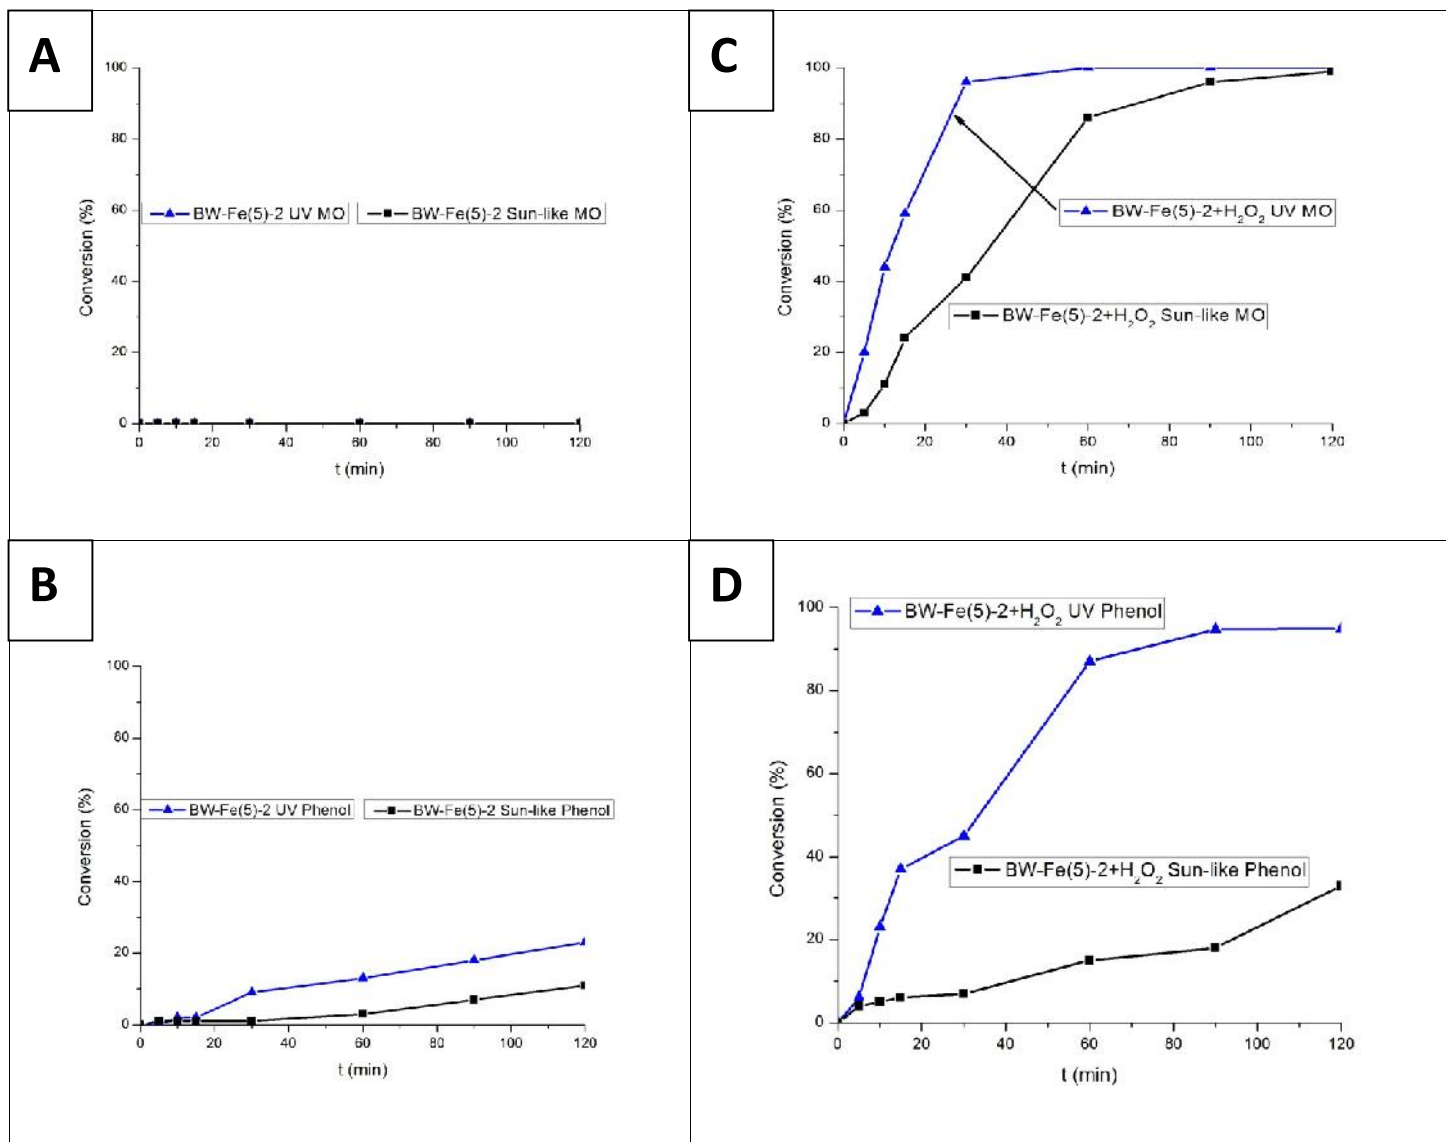 A
Conversion (%)
100
80
60
40
20
0
BW-Fe(5)-2 UV MO
BW-Fe(5)-2 Sun-like MO
0 20 40 60 80 100 120
t (min)
C
Conversion (%)
100
80
60
40
20
0
BW-Fe(5)-2+H₂O₂ UV MO
BW-Fe(5)-2+H₂O₂ Sun-like MO
0 20 40 60 80 100 120
t (min)
B
Conversion (%)
100
80
60
40
20
0
BW-Fe(5)-2 UV Phenol
BW-Fe(5)-2 Sun-like Phenol
0 20 40 60 80 100 120
t (min)
D
BW-Fe(5)-2+H₂O₂ UV Phenol
Conversion (%)
100
80
60
40
20
0
BW-Fe(5)-2+H₂O₂ Sun-like Phenol
0 20 40 60 80 100 120
t (min)